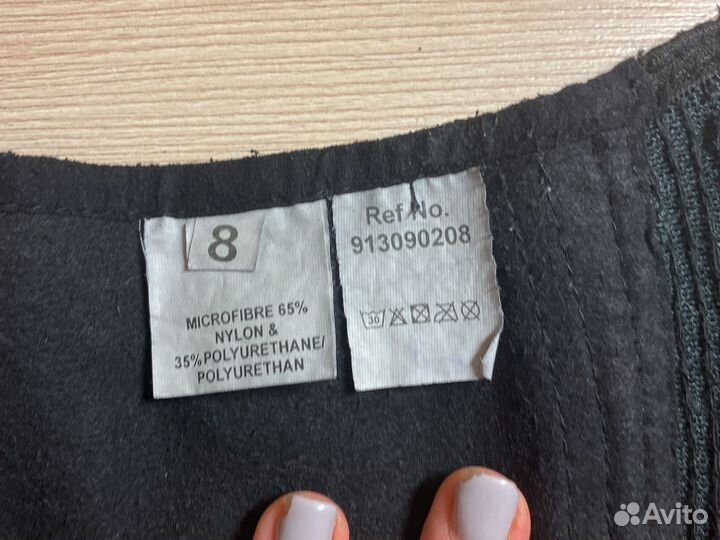 8
MICROFIBRE 65%
NYLON &
35%POLYURETHANE/
POLYURETHAN
Ref No.
913090208
30
Avito